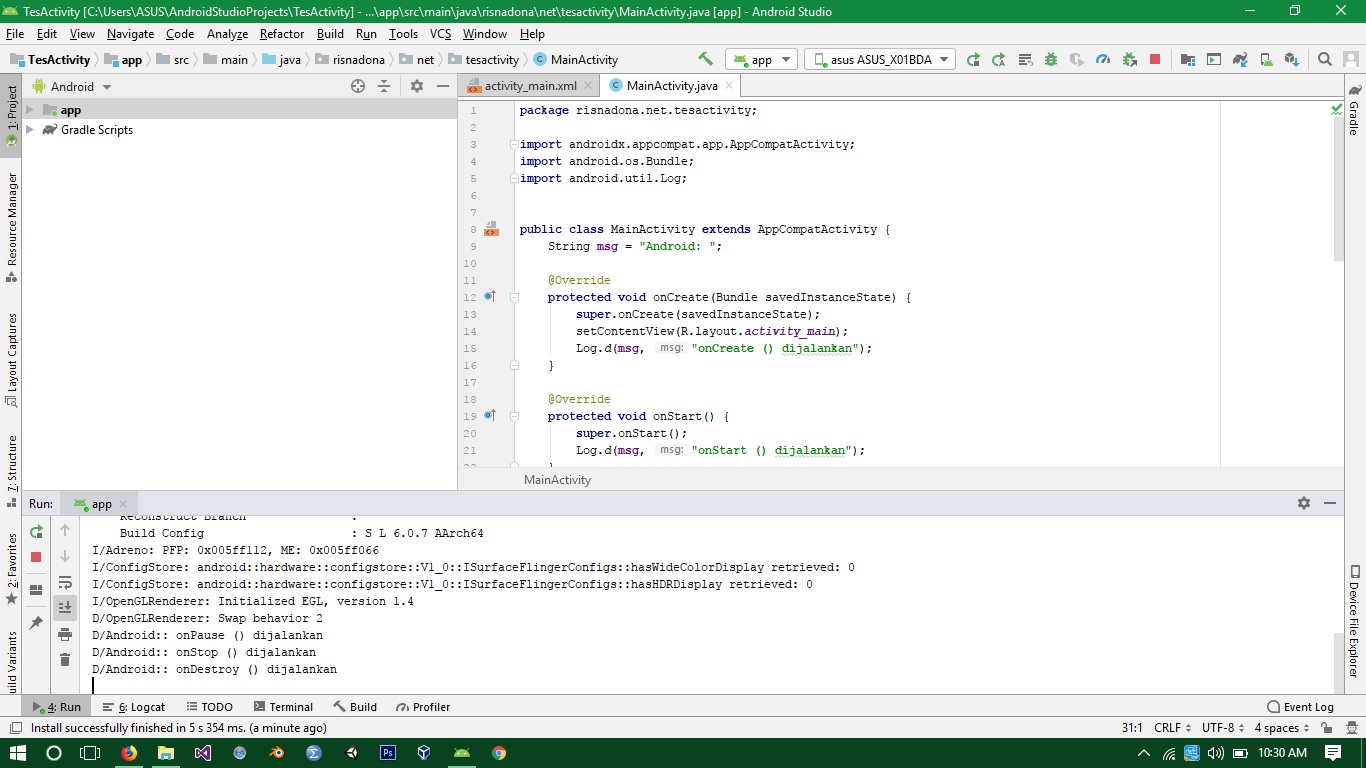 TesActivity [C:\Users\ASUS\AndroidStudioProjects\TesActivity] - ...\app\src\main\java\risnadona\net\tesactivity\MainActivity.java [app] - Android Studio
File Edit View Navigate Code Analyze Refactor Build Run Tools VCS Window Help
TesActivity app src main java risnadona net tesactivity MainActivity
app
asus ASUS_X01BDA
1: Project
Resource Manager
Layout Captures
7: Structure
2: Favorites
uild Variants
Android
app
Gradle Scripts
activity_main.xml
MainActivity.java
1 package risnadona.net.tesactivity;
2
3 import androidx.appcompat.app.AppCompatActivity;
4 import android.os.Bundle;
5 import android.util.Log;
6
7
8 public class MainActivity extends AppCompatActivity {
9 String msg = "Android: ";
10
11 @Override
12 protected void onCreate(Bundle savedInstanceState) {
13 super.onCreate(savedInstanceState);
14 setContentView(R.layout.activity_main);
15 Log.d(msg, msg: "onCreate () dijalankan");
16 }
17
18 @Override
19 protected void onStart() {
20 super.onStart();
21 Log.d(msg, msg: "onStart () dijalankan");
22 }
MainActivity
Gradle
Device File Explorer
Run: app
Reconstruct Branch :
Build Config : S L 6.0.7 AArch64
I/Adreno: PFP: 0x005ff112, ME: 0x005ff066
I/ConfigStore: android::hardware::configstore::V1_0::ISurfaceFlingerConfigs::hasWideColorDisplay retrieved: 0
I/ConfigStore: android::hardware::configstore::V1_0::ISurfaceFlingerConfigs::hasHDRDisplay retrieved: 0
I/OpenGLRenderer: Initialized EGL, version 1.4
D/OpenGLRenderer: Swap behavior 2
D/Android:: onPause () dijalankan
D/Android:: onStop () dijalankan
D/Android:: onDestroy () dijalankan
4: Run 6: Logcat TODO Terminal Build Profiler Event Log
Install successfully finished in 5 s 354 ms. (a minute ago) 31:1 CRLF UTF-8 4 spaces
10:30 AM